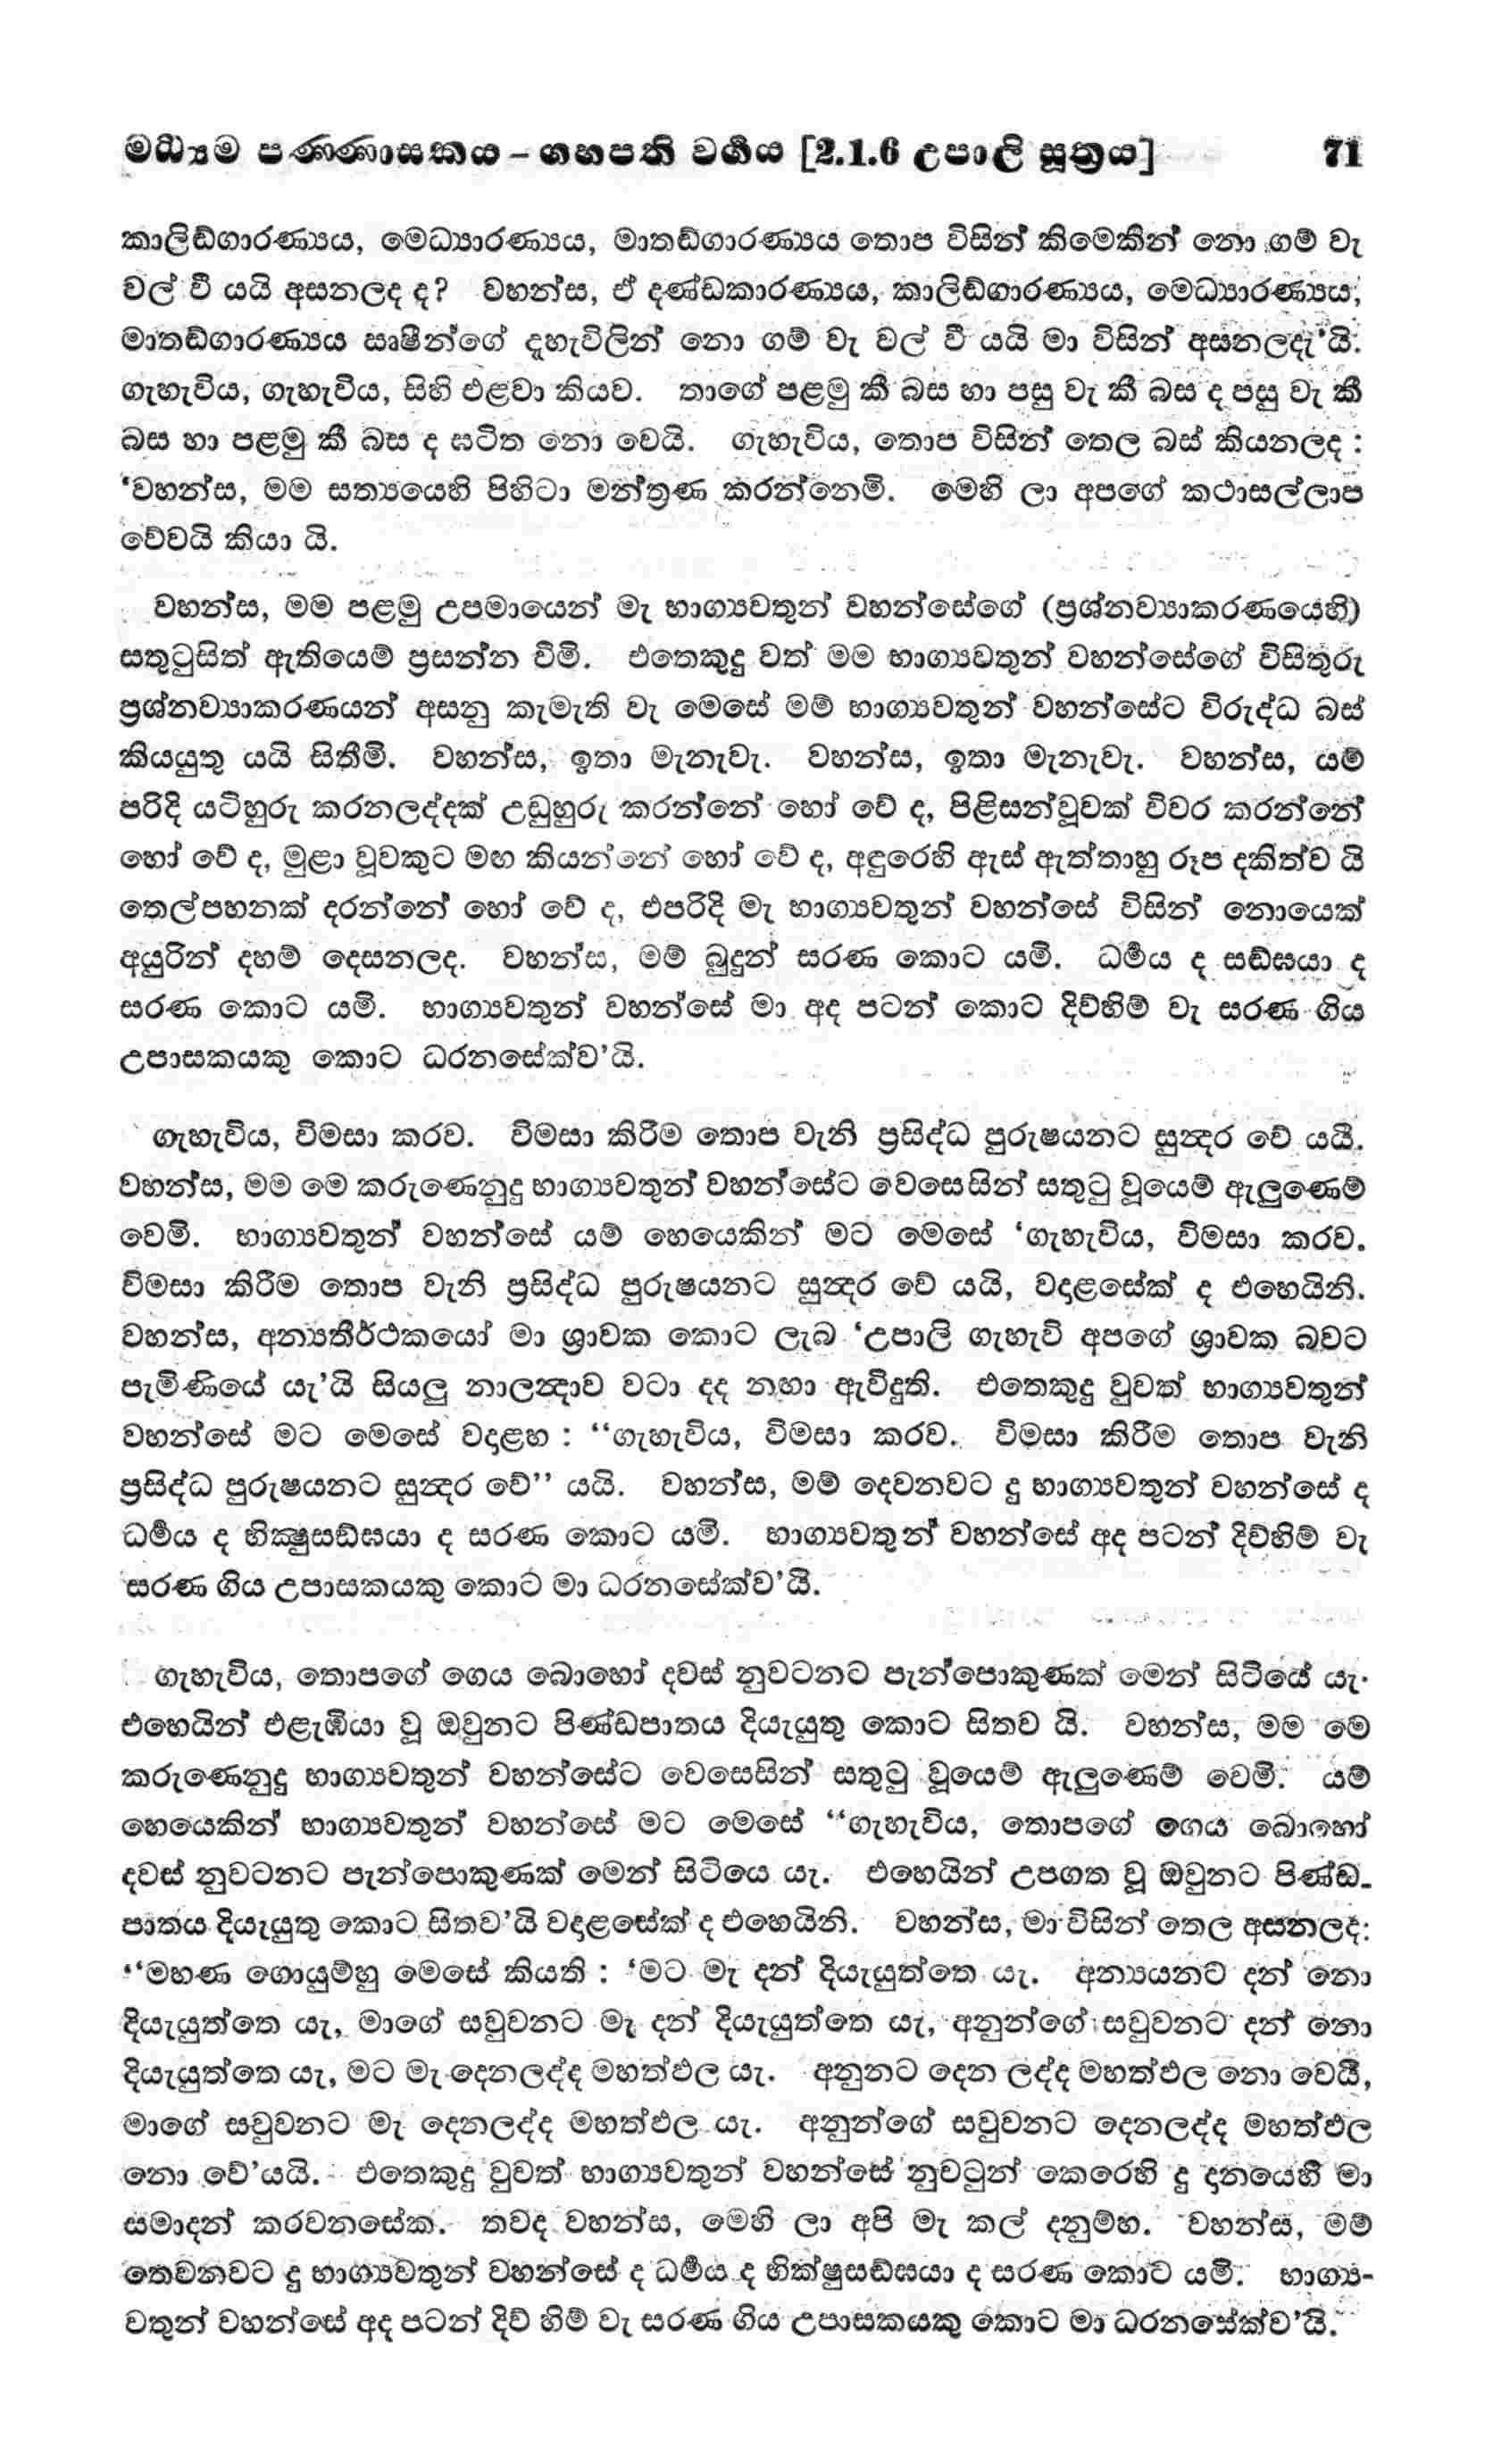 මධ්‍යම පණ්ණාසකය – ගහපති වර්‍ගය [2.1.6 උපාලි සූත්‍රය] 71
කාලිඞ්ගාරණ්‍යය, මෙධ්‍යාරණ්‍යය, මාතඞ්ගාරණ්‍යය තොප විසින් කිමෙකින් නො ගම් වැ
වල් වී යයි අසනලද ද? වහන්ස, ඒ දණ්ඩකාරණ්‍යය, කාලිඞ්ගාරණ්‍යය, මෙධ්‍යාරණ්‍යය,
මාතඞ්ගාරණ්‍යය සෘෂීන්ගේ දූහැවිලින් නො ගම් වැ වල් වී යයි මා විසින් අසනලදැ’යි.
ගැහැවිය, ගැහැවිය, සිහි එළවා කියව. තාගේ පළමු කී බස හා පසු වැ කී බස ද පසු වැ කී
බස හා පළමු කී බස ද ඝටිත නො වෙයි. ගැහැවිය, තොප විසින් තෙල බස් කියනලද :
‘වහන්ස, මම සත්‍යයෙහි පිහිටා මන්ත්‍රණ කරන්නෙමි. මෙහි ලා අපගේ කථාසල්ලාප
වේවයි කියා යි.
වහන්ස, මම පළමු උපමායෙන් මැ භාග්‍යවතුන් වහන්සේගේ (ප්‍රශ්නව්‍යාකරණයෙහි)
සතුටුසිත් ඇතියෙම් ප්‍රසන්න වීමි. එතෙකුදු වත් මම භාග්‍යවතුන් වහන්සේගේ විසිතුරු
ප්‍රශ්නව්‍යාකරණයන් අසනු කැමැති වැ මෙසේ මම් භාග්‍යවතුන් වහන්සේට විරුද්ධ බස්
කියයුතු යයි සිතීමි. වහන්ස, ඉතා මැනැවැ. වහන්ස, ඉතා මැනැවැ. වහන්ස, යම්
පරිදි යටිහුරු කරනලද්දක් උඩුහුරු කරන්නේ හෝ වේ ද, පිළිසන්වූවක් විවර කරන්නේ
හෝ වේ ද, මුළා වූවකුට මඟ කියන්නේ හෝ වේ ද, අඳුරෙහි ඇස් ඇත්තාහු රූප දකිත්ව යි
තෙල්පහනක් දරන්නේ හෝ වේ ද, එපරිදි මැ භාග්‍යවතුන් වහන්සේ විසින් නොයෙක්
අයුරින් දහම් දෙසනලද. වහන්ස, මම් බුදුන් සරණ කොට යමි. ධර්‍මය ද සඞ්ඝයා ද
සරණ කොට යමි. භාග්‍යවතුන් වහන්සේ මා අද පටන් කොට දිව්හිම් වැ සරණ ගිය
උපාසකයකු කොට ධරනසේක්ව’යි.
ගැහැවිය, විමසා කරව. විමසා කිරීම තොප වැනි ප්‍රසිද්ධ පුරුෂයනට සුන්‍දර වේ යයි.
වහන්ස, මම මෙ කරුණෙනුදු භාග්‍යවතුන් වහන්සේට වෙසෙසින් සතුටු වූයෙම් ඇලුණෙම්
වෙමි. භාග්‍යවතුන් වහන්සේ යම් හෙයෙකින් මට මෙසේ ‘ගැහැවිය, විමසා කරව.
විමසා කිරීම තොප වැනි ප්‍රසිද්ධ පුරුෂයනට සුන්‍දර වේ යයි, වදාළසේක් ද එහෙයිනි.
වහන්ස, අන්‍යතීර්ථකයෝ මා ශ්‍රාවක කොට ලැබ ‘උපාලි ගැහැවි අපගේ ශ්‍රාවක බවට
පැමිණියේ යැ’යි සියලු නාලන්‍දාව වටා දද නඟා ඇවිදුති. එතෙකුදු වුවත් භාග්‍යවතුන්
වහන්සේ මට මෙසේ වදාළහ : “ගැහැවිය, විමසා කරව. විමසා කිරීම තොප වැනි
ප්‍රසිද්ධ පුරුෂයනට සුන්‍දර වේ” යයි. වහන්ස, මම් දෙවනවට දු භාග්‍යවතුන් වහන්සේ ද
ධර්‍මය ද භික්‍ෂුසඞ්ඝයා ද සරණ කොට යමි. භාග්‍යවතුන් වහන්සේ අද පටන් දිව්හිම් වැ
සරණ ගිය උපාසකයකු කොට මා ධරනසේක්ව’යි.
ගැහැවිය, තොපගේ ගෙය බොහෝ දවස් නුවටනට පැන්පොකුණක් මෙන් සිටියේ යැ.
එහෙයින් එළැඹියා වූ ඔවුනට පිණ්ඩපාතය දියැයුතු කොට සිතව යි. වහන්ස, මම මෙ
කරුණෙනුදු භාග්‍යවතුන් වහන්සේට වෙසෙසින් සතුටු වූයෙම් ඇලුණෙම් වෙමි. යම්
හෙයෙකින් භාග්‍යවතුන් වහන්සේ මට මෙසේ “ගැහැවිය, තොපගේ ගෙය බොහෝ
දවස් නුවටනට පැන්පොකුණක් මෙන් සිටියෙ යැ. එහෙයින් උපගත වූ ඔවුනට පිණ්ඩ-
පාතය දියැයුතු කොට සිතව’යි වදාළසේක් ද එහෙයිනි. වහන්ස, මා විසින් තෙල අසනලද:
“මහණ ගොයුම්හු මෙසේ කියති : ‘මට මැ දන් දියැයුත්තෙ යැ. අන්‍යයනට දන් නො
දියැයුත්තෙ යැ, මාගේ සවුවනට මැ දන් දියැයුත්තෙ යැ, අනුන්ගේ සවුවනට දන් නො
දියැයුත්තෙ යැ, මට මැ දෙනලද්ද මහත්ඵල යැ. අනුනට දෙන ලද්ද මහත්ඵල නො වෙයි,
මාගේ සවුවනට මැ දෙනලද්ද මහත්ඵල යැ. අනුන්ගේ සවුවනට දෙනලද්ද මහත්ඵල
නො වේ’යයි. එතෙකුදු වුවත් භාග්‍යවතුන් වහන්සේ නුවටුන් කෙරෙහි දු දානයෙහි මා
සමාදන් කරවනසේක. තවද වහන්ස, මෙහි ලා අපි මැ කල් දනුම්හ. වහන්ස, මම්
තෙවනවට දු භාග්‍යවතුන් වහන්සේ ද ධර්‍මය ද භික්ෂුසඞ්ඝයා ද සරණ කොට යමි. භාග්‍ය-
වතුන් වහන්සේ අද පටන් දිව් හිම් වැ සරණ ගිය උපාසකයකු කොට මා ධරනසේක්ව’යි.